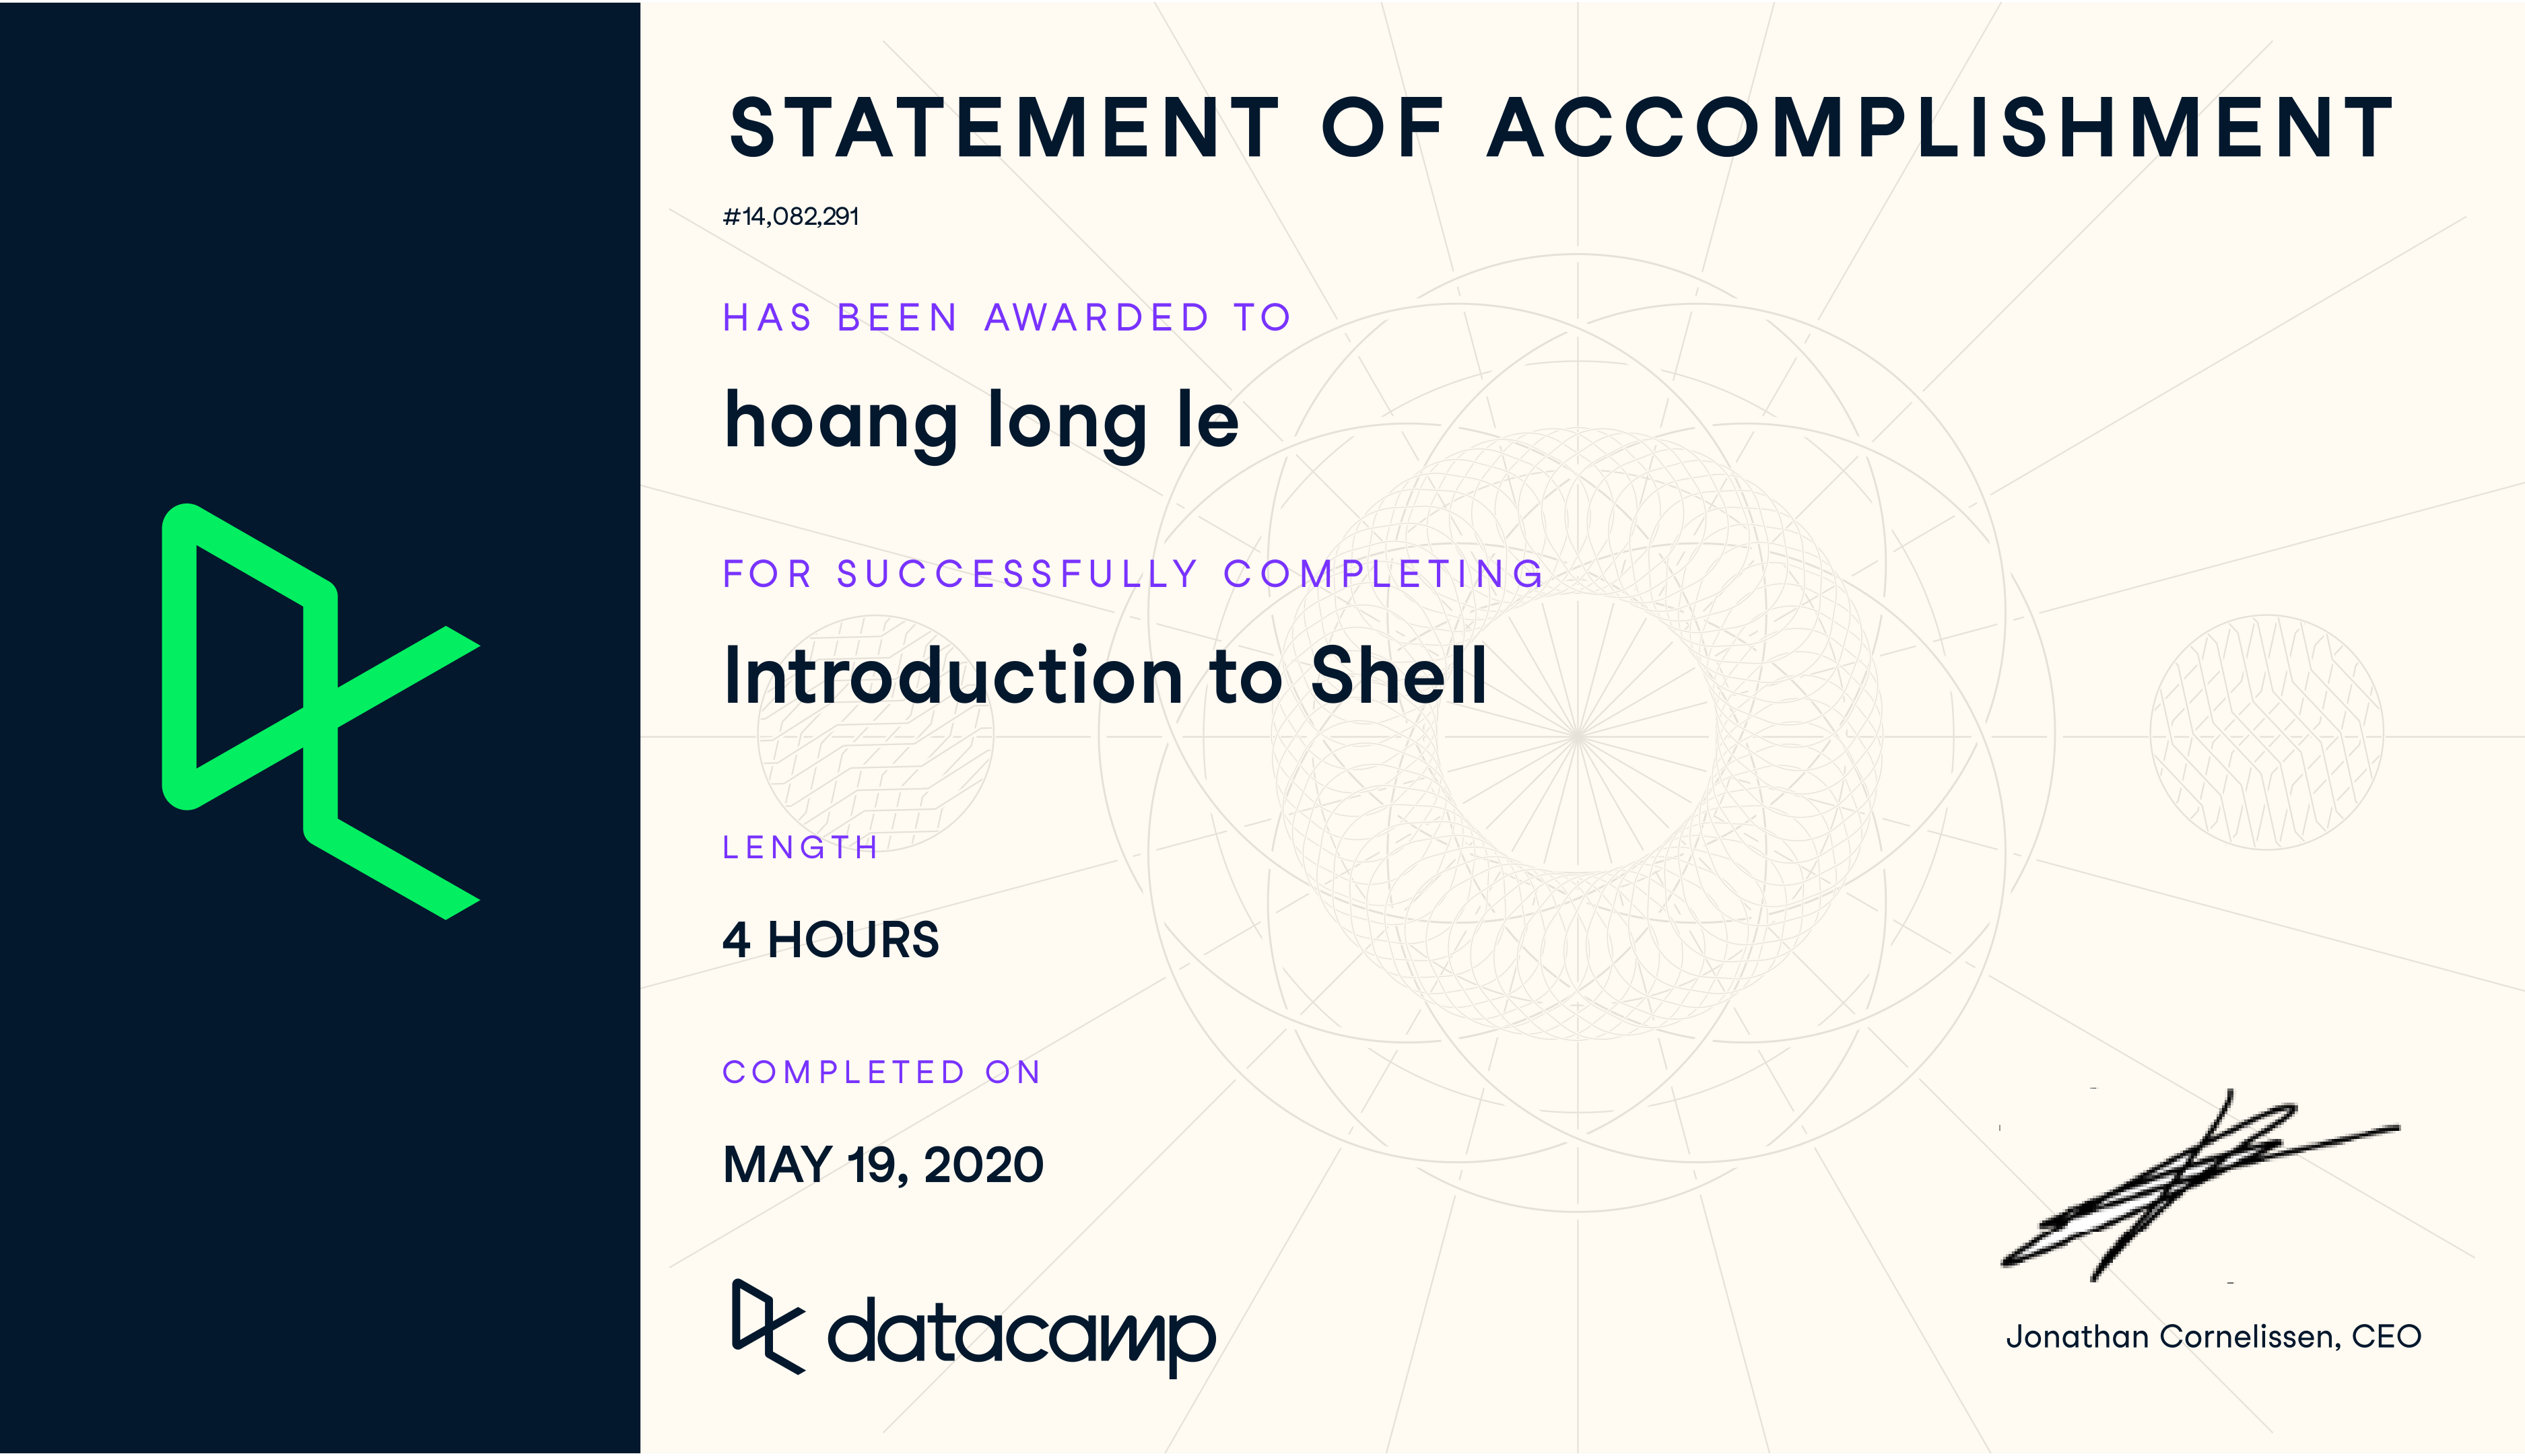 STATEMENT OF ACCOMPLISHMENT
#14,082,291
HAS BEEN AWARDED TO
hoang long le
FOR SUCCESSFULLY COMPLETING
Introduction to Shell
LENGTH
4 HOURS
COMPLETED ON
MAY 19, 2020
datacamp
Jonathan Cornelissen, CEO